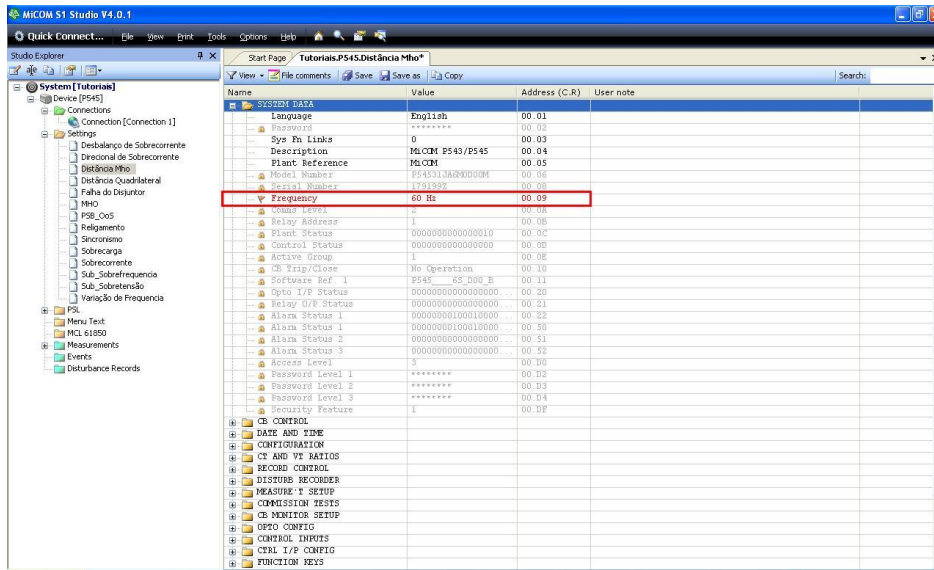 MiCOM S1 Studio V4.0.1
Quick Connect... File View Print Tools Options Help
Studio Explorer
Start Page Tutoriais.P545.Distância Mho*
View File comments Save Save as Copy Search:
System [Tutoriais]
Device [P545]
Connections
Connection [Connection 1]
Settings
Desbalanço de Sobrecorrente
Direcional de Sobrecorrente
Distância Mho
Distância Quadrilateral
Falha do Disjuntor
MHO
PSB_OoS
Religamento
Sincronismo
Sobrecarga
Sobrecorrente
Sub_Sobrefrequencia
Sub_Sobretensão
Variação de Frequencia
PSL
Menu Text
MCL 61850
Measurements
Events
Disturbance Records
Name Value Address (C.R) User note
SYSTEM DATA
Language English 00.01
Password ******** 00.02
Sys Fn Links 0 00.03
Description MiCOM P543/P545 00.04
Plant Reference MiCOM 00.05
Model Number 00.06
Serial Number 179199Z 00.08
Frequency 60 Hz 00.09
Comms Level 2 00.0A
Relay Address 1 00.0B
Plant Status 0000000000000010 00.0C
Control Status 0000000000000000 00.0D
Active Group 1 00.0E
CB Trip/Close No Operation 00.10
Software Ref. 1 P545____6S_D00_B 00.11
Opto I/P Status 00000000000000000... 00.20
Relay O/P Status 00000000000000000... 00.21
Alarm Status 1 00000000100010000... 00.22
Alarm Status 1 00000000100010000... 00.50
Alarm Status 2 00000000000000000... 00.51
Alarm Status 3 00000000000000000... 00.52
Access Level 3 00.D0
Password Level 1 ******** 00.D2
Password Level 2 ******** 00.D3
Password Level 3 ******** 00.D4
Security Feature 1 00.DF
CB CONTROL
DATE AND TIME
CONFIGURATION
CT AND VT RATIOS
RECORD CONTROL
DISTURB RECORDER
MEASURE'T SETUP
COMMISSION TESTS
CB MONITOR SETUP
OPTO CONFIG
CONTROL INPUTS
CTRL I/P CONFIG
FUNCTION KEYS